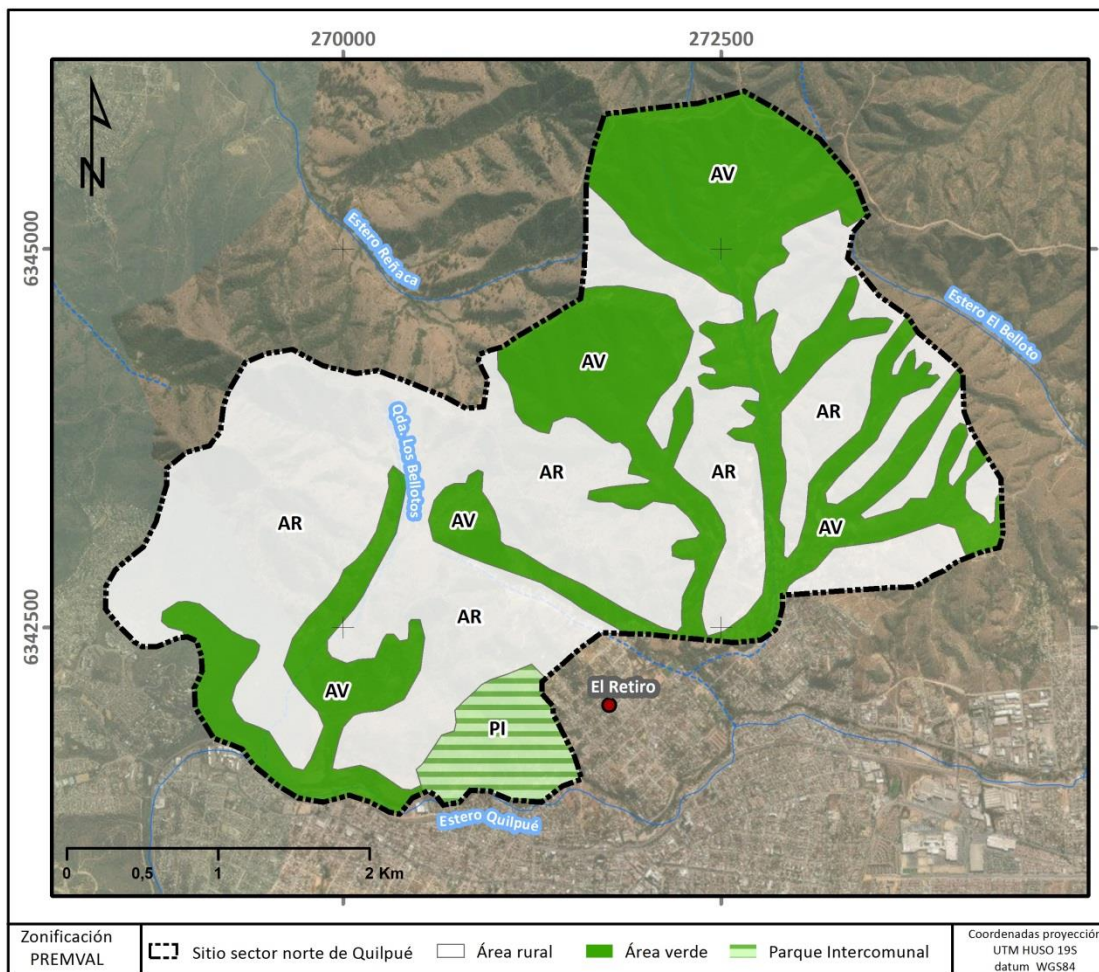 270000
272500
N
AV
6345000
Estero Reñaca
Estero El Belloto
AV
Qda. Los Bellotos
AR
AR
AR
AR
AV
AV
AR
6342500
AV
El Retiro
PI
Estero Quilpué
0
0,5
1
2 Km
Zonificación
PREMVAL
Sitio sector norte de Quilpué
Área rural
Área verde
Parque Intercomunal
Coordenadas proyección
UTM HUSO 19S
datum WGS84